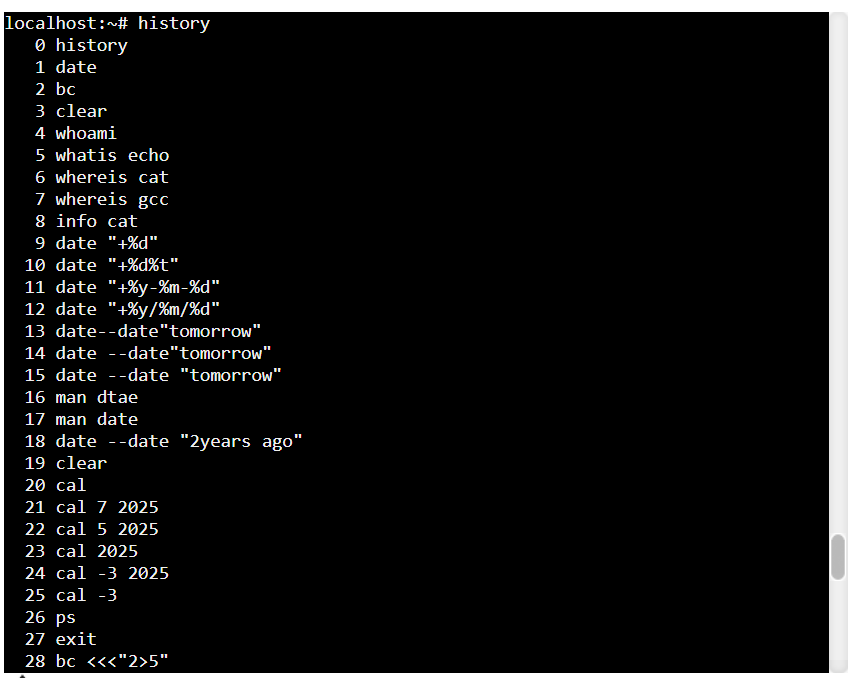 localhost:~# history
0 history
1 date
2 bc
3 clear
4 whoami
5 whatis echo
6 whereis cat
7 whereis gcc
8 info cat
9 date "+%d"
10 date "+%d%t"
11 date "+%y-%m-%d"
12 date "+%y/%m/%d"
13 date--date"tomorrow"
14 date --date"tomorrow"
15 date --date "tomorrow"
16 man dtae
17 man date
18 date --date "2years ago"
19 clear
20 cal
21 cal 7 2025
22 cal 5 2025
23 cal 2025
24 cal -3 2025
25 cal -3
26 ps
27 exit
28 bc <<<"2>5"